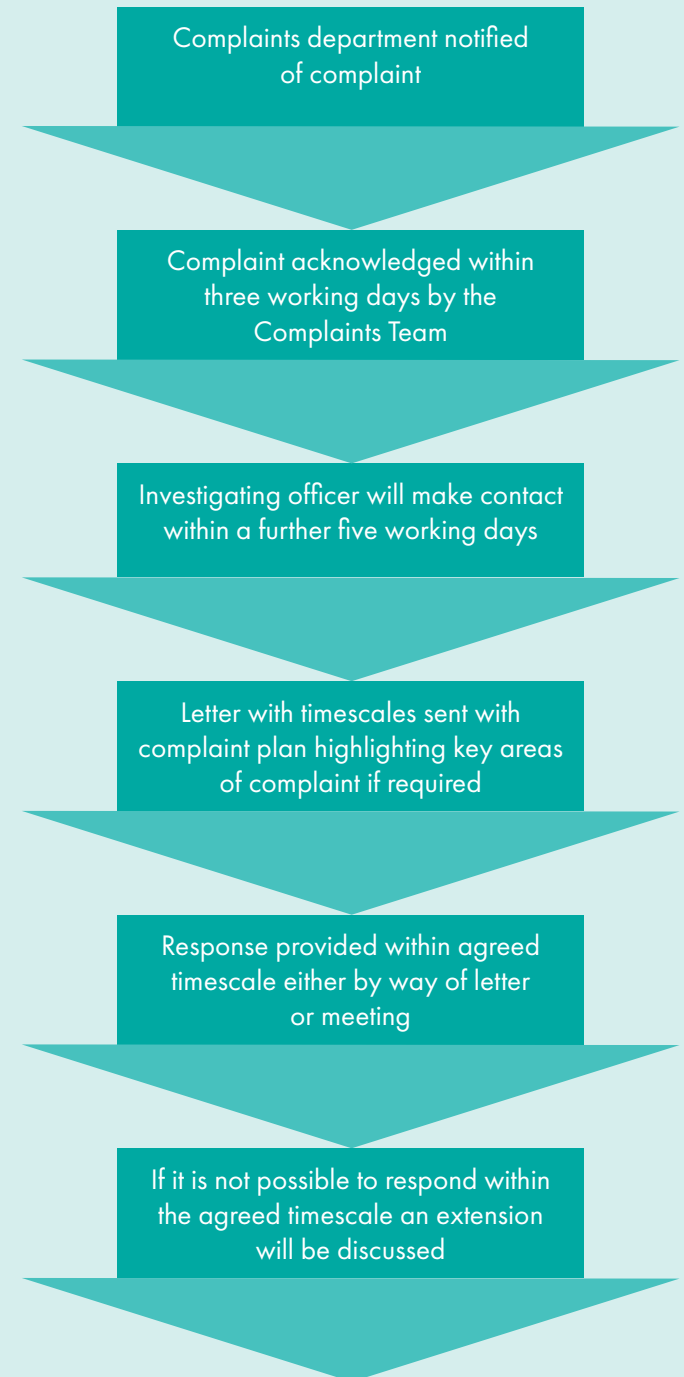 Complaints department notified
of complaint
Complaint acknowledged within
three working days by the
Complaints Team
Investigating officer will make contact
within a further five working days
Letter with timescales sent with
complaint plan highlighting key areas
of complaint if required
Response provided within agreed
timescale either by way of letter
or meeting
If it is not possible to respond within
the agreed timescale an extension
will be discussed